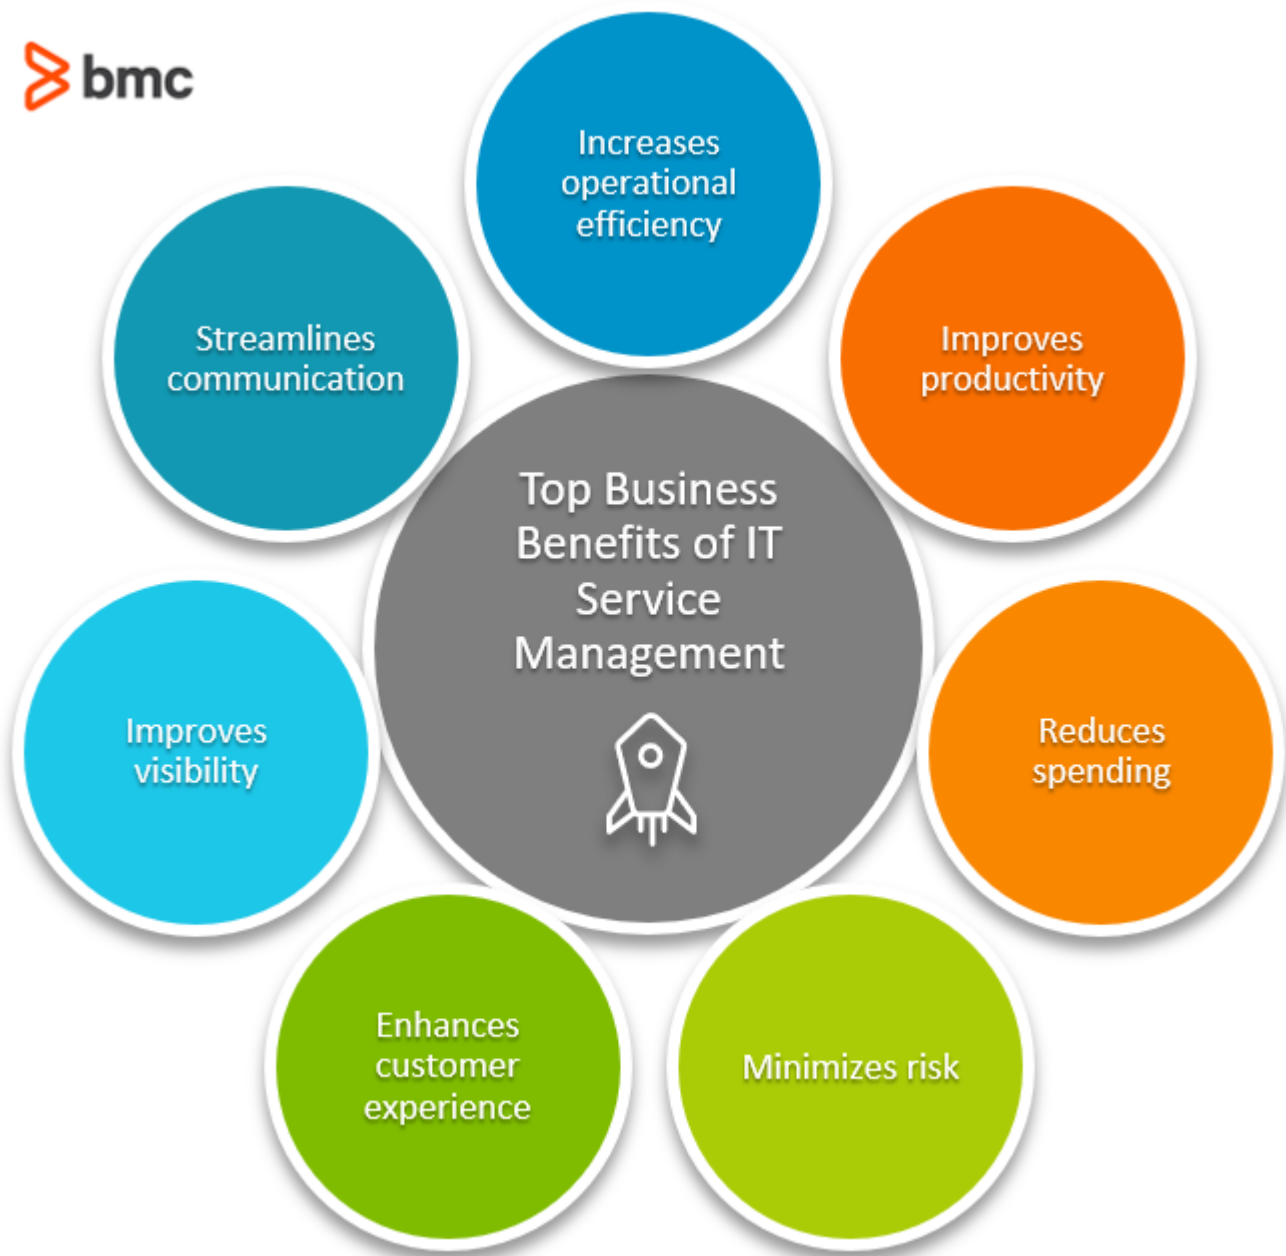 bmc
Increases
operational
efficiency
Improves
productivity
Reduces
spending
Minimizes risk
Enhances
customer
experience
Improves
visibility
Streamlines
communication
Top Business
Benefits of IT
Service
Management